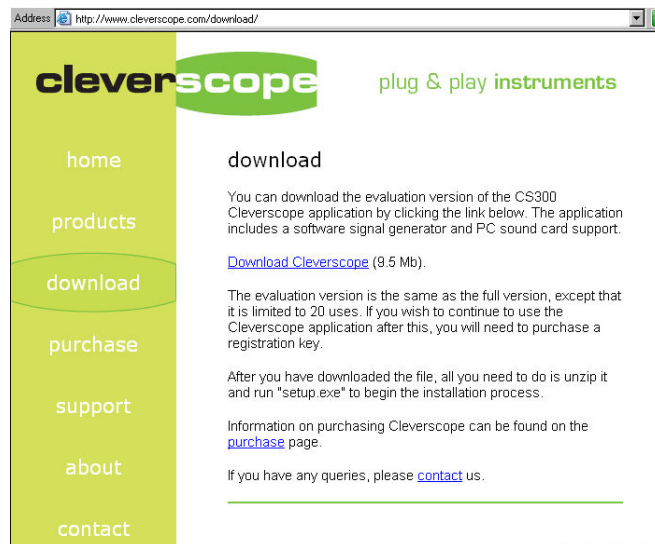 Address http://www.cleverscope.com/download/
cleverscope
plug & play instruments
home
products
download
purchase
support
about
contact
download
You can download the evaluation version of the CS300
Cleverscope application by clicking the link below. The application
includes a software signal generator and PC sound card support.
Download Cleverscope (9.5 Mb).
The evaluation version is the same as the full version, except that
it is limited to 20 uses. If you wish to continue to use the
Cleverscope application after this, you will need to purchase a
registration key.
After you have downloaded the file, all you need to do is unzip it
and run "setup.exe" to begin the installation process.
Information on purchasing Cleverscope can be found on the
purchase page.
If you have any queries, please contact us.